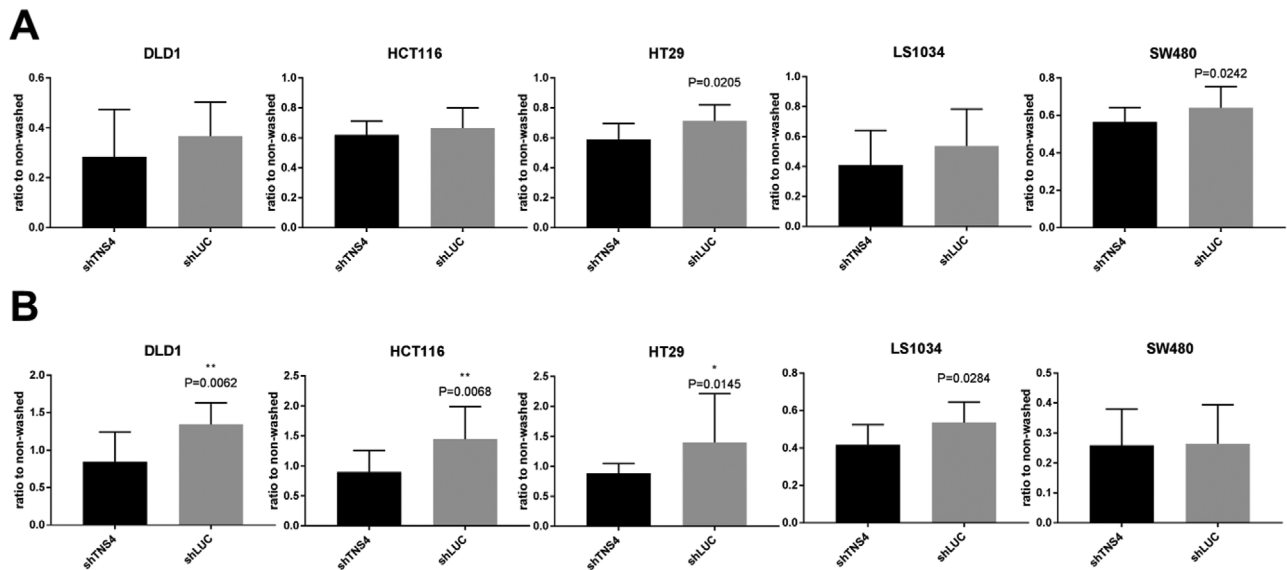 A
DLD1
ratio to non-washed
0.6
0.4
0.2
0.0
shTNS4
shLUC
HCT116
ratio to non-washed
1.0
0.8
0.6
0.4
0.2
0.0
shTNS4
shLUC
HT29
P=0.0205
ratio to non-washed
1.0
0.8
0.6
0.4
0.2
0.0
shTNS4
shLUC
LS1034
ratio to non-washed
1.0
0.8
0.6
0.4
0.2
0.0
shTNS4
shLUC
SW480
P=0.0242
ratio to non-washed
0.8
0.6
0.4
0.2
0.0
shTNS4
shLUC
B
DLD1
**
P=0.0062
ratio to non-washed
2.0
1.5
1.0
0.5
0.0
shTNS4
shLUC
HCT116
**
P=0.0068
ratio to non-washed
2.5
2.0
1.5
1.0
0.5
0.0
shTNS4
shLUC
HT29
*
P=0.0145
ratio to non-washed
2.5
2.0
1.5
1.0
0.5
0.0
shTNS4
shLUC
LS1034
P=0.0284
ratio to non-washed
0.8
0.6
0.4
0.2
0.0
shTNS4
shLUC
SW480
ratio to non-washed
0.5
0.4
0.3
0.2
0.1
0.0
shTNS4
shLUC